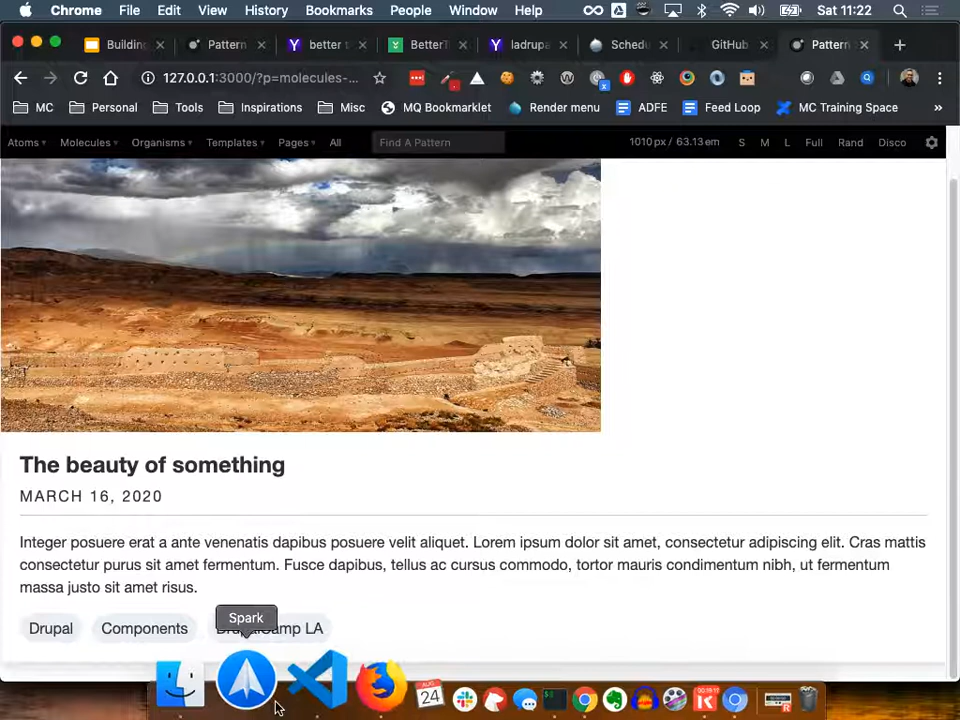 Chrome File Edit View History Bookmarks People Window Help Sat 11:22
Building Pattern better t BetterT ladrupa Schedu GitHub Pattern
127.0.0.1:3000/?p=molecules-...
MC Personal Tools Inspirations Misc MQ Bookmarklet Render menu ADFE Feed Loop MC Training Space »
Atoms Molecules Organisms Templates Pages All Find A Pattern 1010px / 63.13em S M L Full Rand Disco
The beauty of something
MARCH 16, 2020
Integer posuere erat a ante venenatis dapibus posuere velit aliquet. Lorem ipsum dolor sit amet, consectetur adipiscing elit. Cras mattis
consectetur purus sit amet fermentum. Fusce dapibus, tellus ac cursus commodo, tortor mauris condimentum nibh, ut fermentum
massa justo sit amet risus.
Spark
Drupal Components DrupalCamp LA
AUG
24